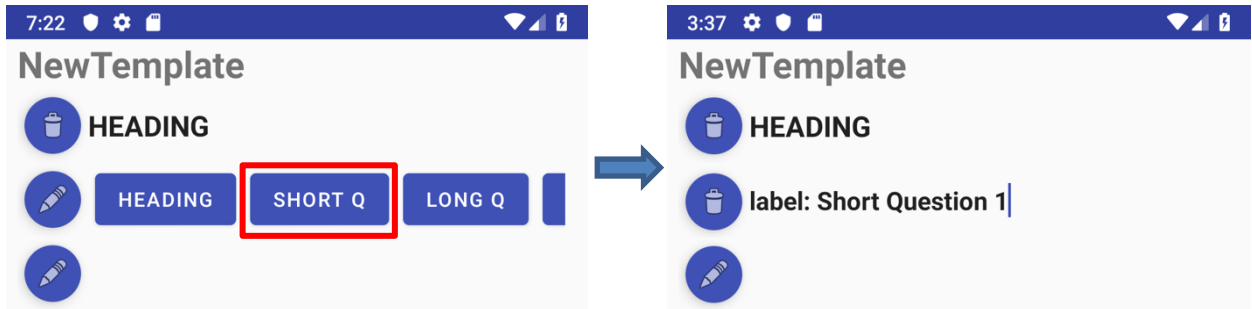 7:22
NewTemplate
HEADING
HEADING SHORT Q LONG Q
3:37
NewTemplate
HEADING
label: Short Question 1